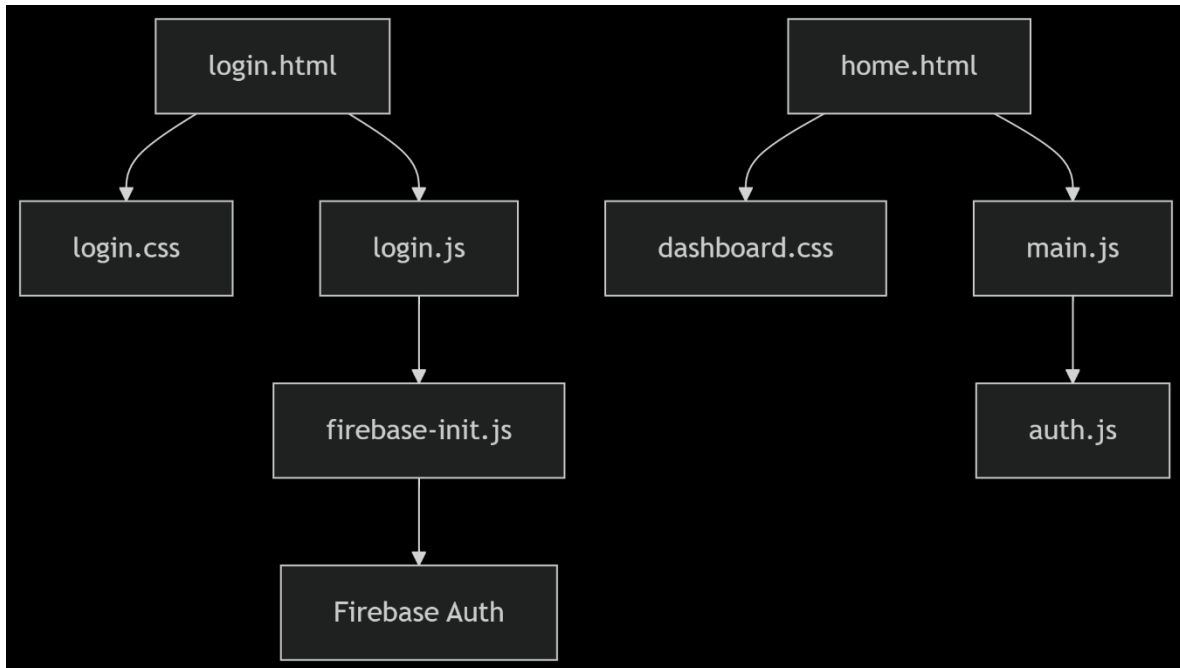 login.html
home.html
login.css
login.js
dashboard.css
main.js
firebase-init.js
auth.js
Firebase Auth